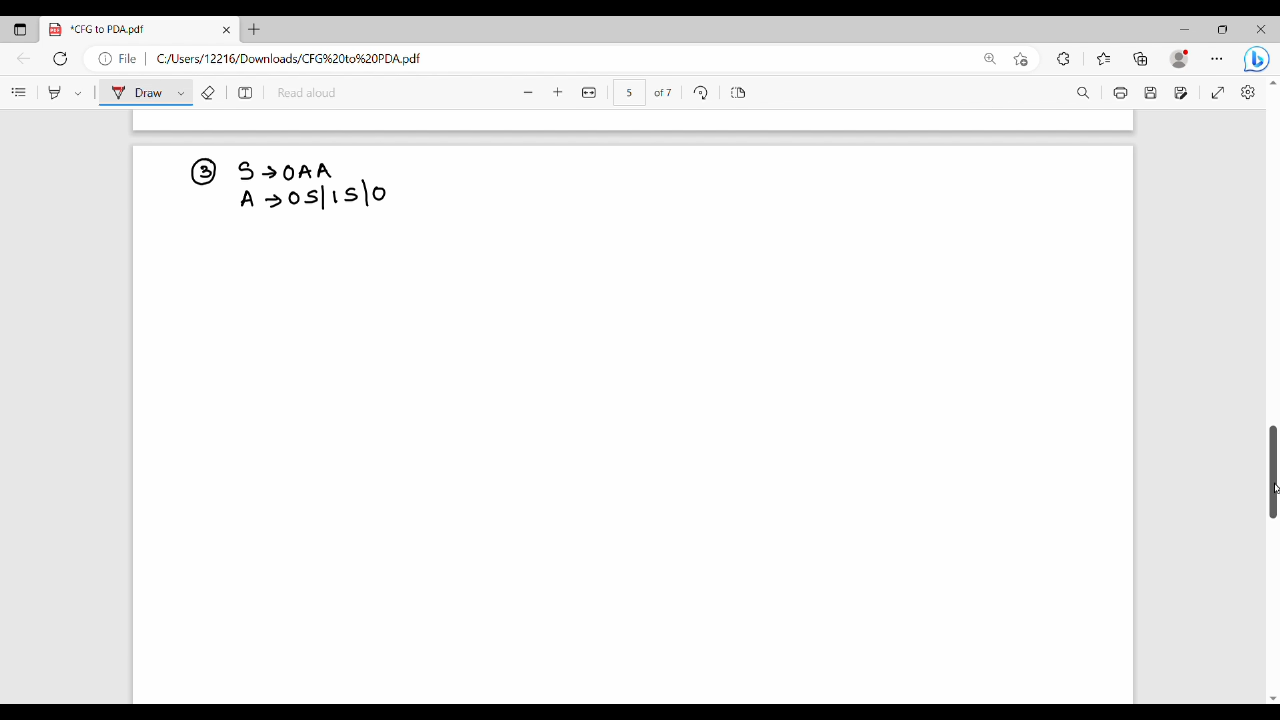 *CFG to PDA.pdf
File C:/Users/12216/Downloads/CFG%20to%20PDA.pdf
Draw Read aloud 5 of 7
③ S → 0AA
A → 0S|1S|0